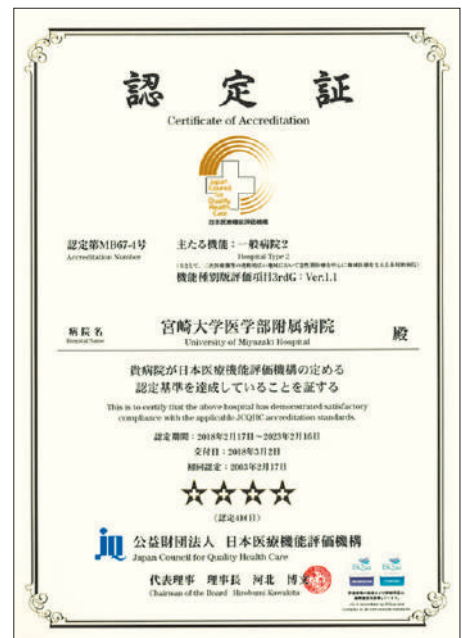 認定証
Certificate of Accreditation
Japan
Council
for
Quality
Health
Care
日本医療機能評価機構
認定第MB67-4号
Accreditation Number
主たる機能：一般病院2
Hospital Type 2
機能種別版評価項目3rdG：Ver.1.1
病院名
Hospital Name
宮崎大学医学部附属病院
University of Miyazaki Hospital
殿
貴病院が日本医療機能評価機構の定める
認定基準を達成していることを証する
This is to certify that the above hospital has demonstrated satisfactory
compliance with the applicable JCQHC accreditation standards.
認定期間：2018年2月17日～2023年2月16日
交付日：2018年3月2日
初回認定：2003年2月17日
(認定4回目)
JQ
公益財団法人 日本医療機能評価機構
Japan Council for Quality Health Care
代表理事 理事長 河北 博文
Chairman of the Board Hirobumi Kawakita